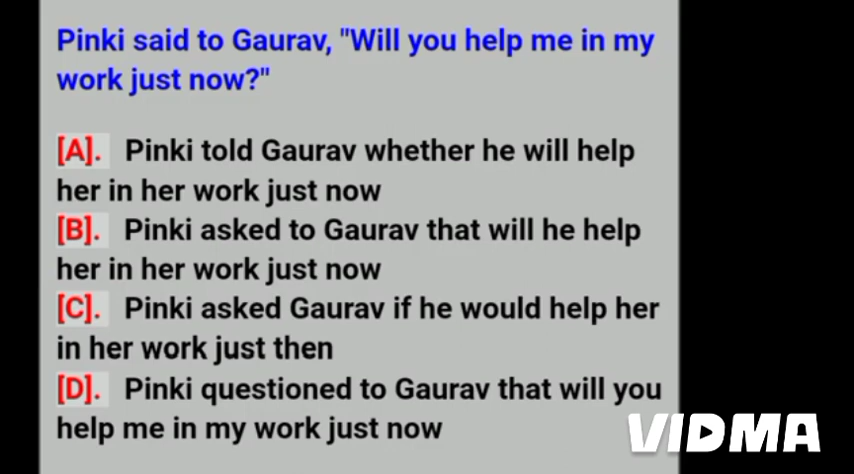 Pinki said to Gaurav, "Will you help me in my
work just now?"
[A]. Pinki told Gaurav whether he will help
her in her work just now
[B]. Pinki asked to Gaurav that will he help
her in her work just now
[C]. Pinki asked Gaurav if he would help her
in her work just then
[D]. Pinki questioned to Gaurav that will you
help me in my work just now
VIDMA